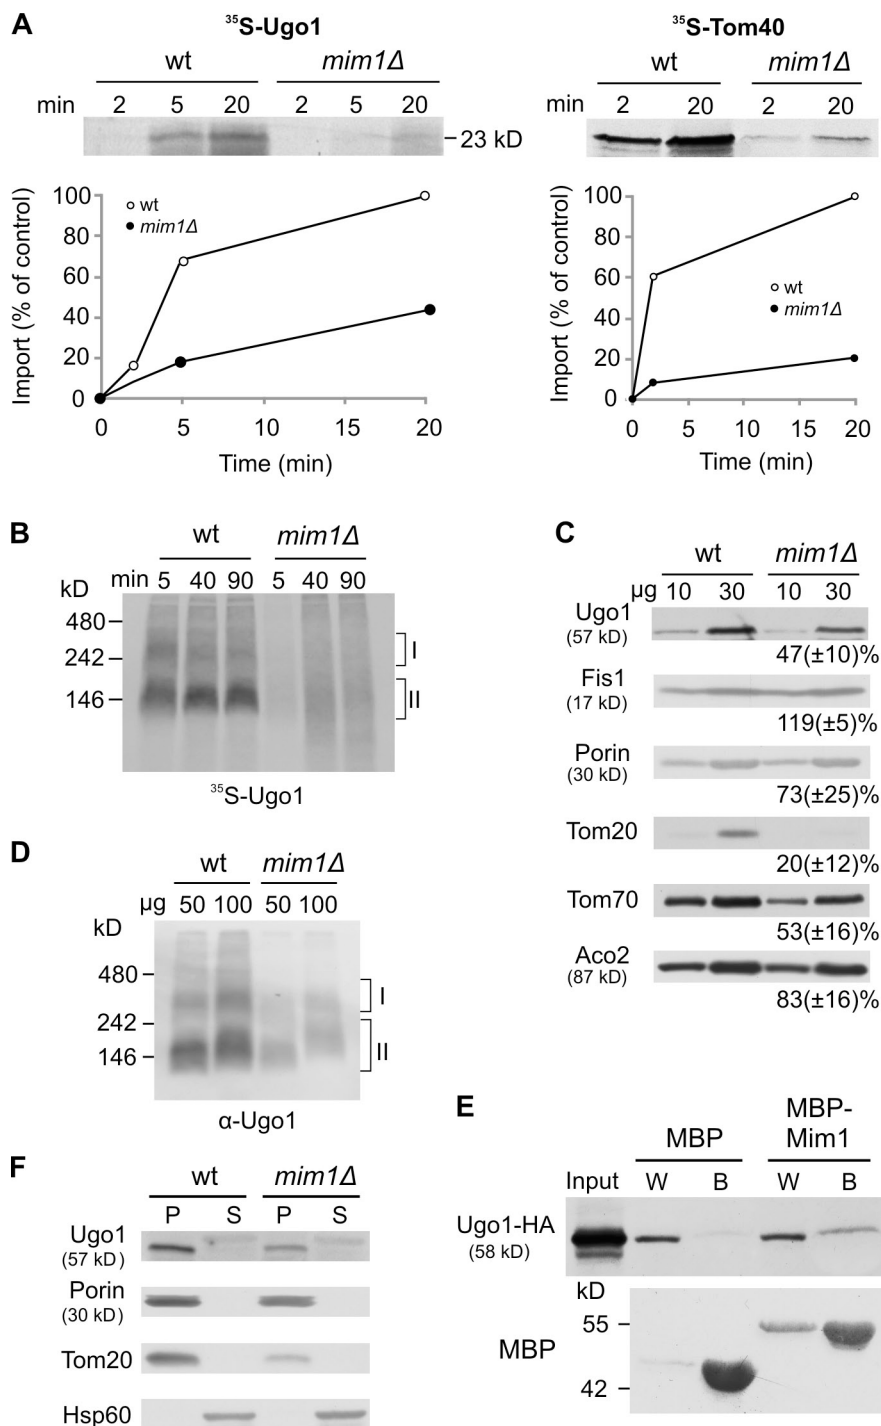 A
³⁵S-Ugo1
wt mim1Δ
min 2 5 20 2 5 20
23 kD
Import (% of control)
100
80
60
40
20
0
wt
mim1Δ
0 5 10 15 20
Time (min)
³⁵S-Tom40
wt mim1Δ
min 2 20 2 20
Import (% of control)
100
80
60
40
20
0
wt
mim1Δ
0 5 10 15 20
Time (min)
B
wt mim1Δ
kD
min 5 40 90 5 40 90
480
242
146
I
II
³⁵S-Ugo1
C
wt mim1Δ
µg 10 30 10 30
Ugo1
(57 kD)
47(±10)%
Fis1
(17 kD)
119(±5)%
Porin
(30 kD)
73(±25)%
Tom20
20(±12)%
Tom70
53(±16)%
Aco2
(87 kD)
83(±16)%
D
wt mim1Δ
µg 50 100 50 100
kD
480
242
146
I
II
α-Ugo1
E
MBP MBP-
Mim1
Input W B W B
Ugo1-HA
(58 kD)
kD
55
MBP
42
F
wt mim1Δ
P S P S
Ugo1
(57 kD)
Porin
(30 kD)
Tom20
Hsp60